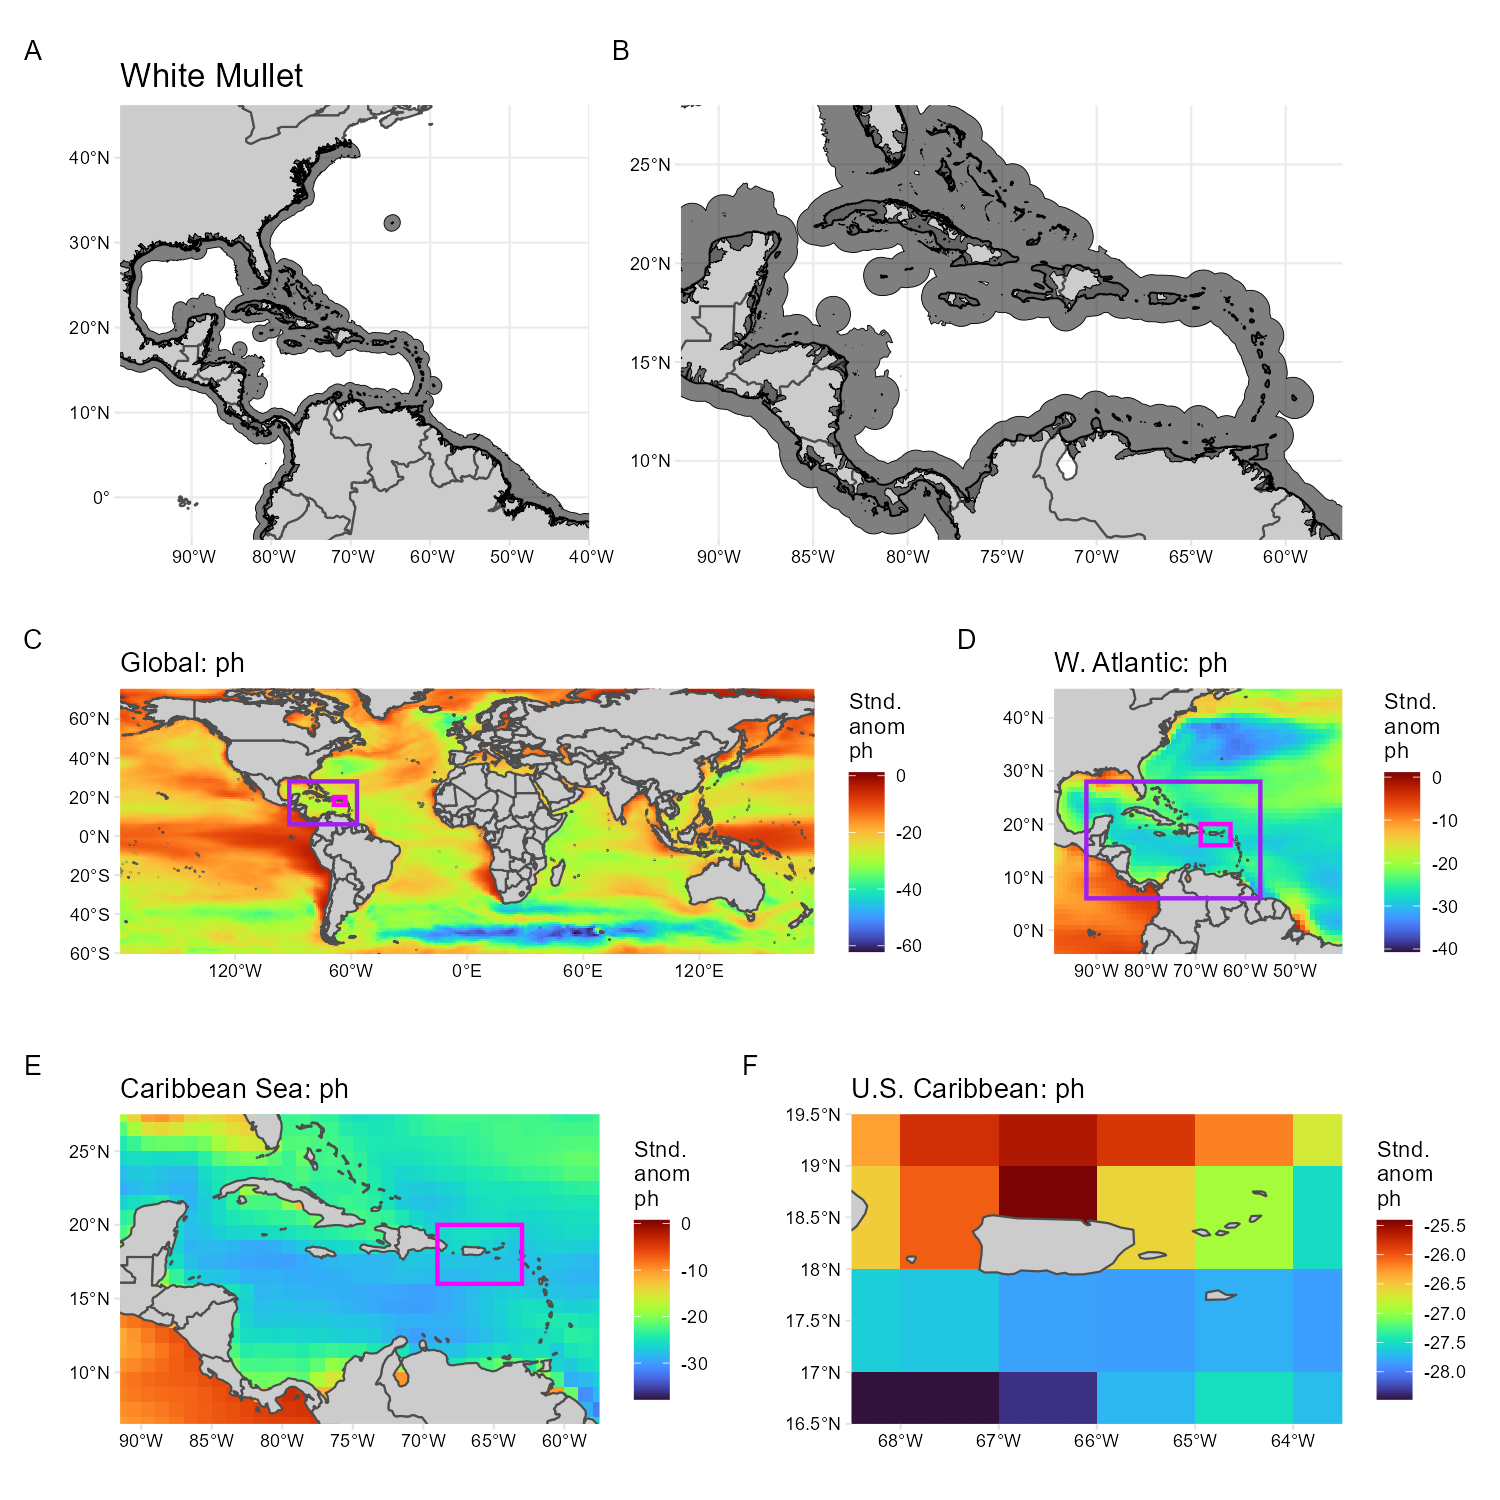 A
B
White Mullet
40°N
30°N
20°N
10°N
0°
90°W 80°W 70°W 60°W 50°W 40°W
25°N
20°N
15°N
10°N
90°W 85°W 80°W 75°W 70°W 65°W 60°W
C
D
Global: ph
60°N
40°N
20°N
0°N
20°S
40°S
60°S
120°W 60°W 0°E 60°E 120°E
Stnd.
anom
ph
0
-20
-40
-60
W. Atlantic: ph
40°N
30°N
20°N
10°N
0°N
90°W 80°W 70°W 60°W 50°W
Stnd.
anom
ph
0
-10
-20
-30
-40
E
F
Caribbean Sea: ph
25°N
20°N
15°N
10°N
90°W 85°W 80°W 75°W 70°W 65°W 60°W
Stnd.
anom
ph
0
-10
-20
-30
U.S. Caribbean: ph
19.5°N
19°N
18.5°N
18°N
17.5°N
17°N
16.5°N
68°W 67°W 66°W 65°W 64°W
Stnd.
anom
ph
-25.5
-26.0
-26.5
-27.0
-27.5
-28.0